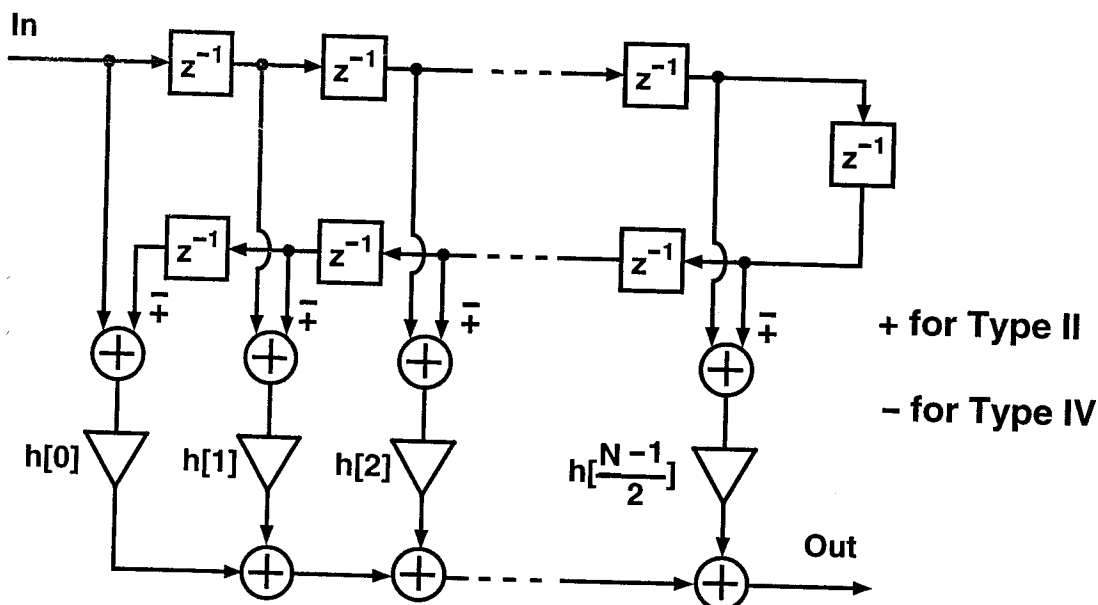 In
z⁻¹
z⁻¹
z⁻¹
z⁻¹
z⁻¹
z⁻¹
z⁻¹
∓
∓
∓
∓
+ for Type II
− for Type IV
h[0]
h[1]
h[2]
h[(N−1)/2]
Out